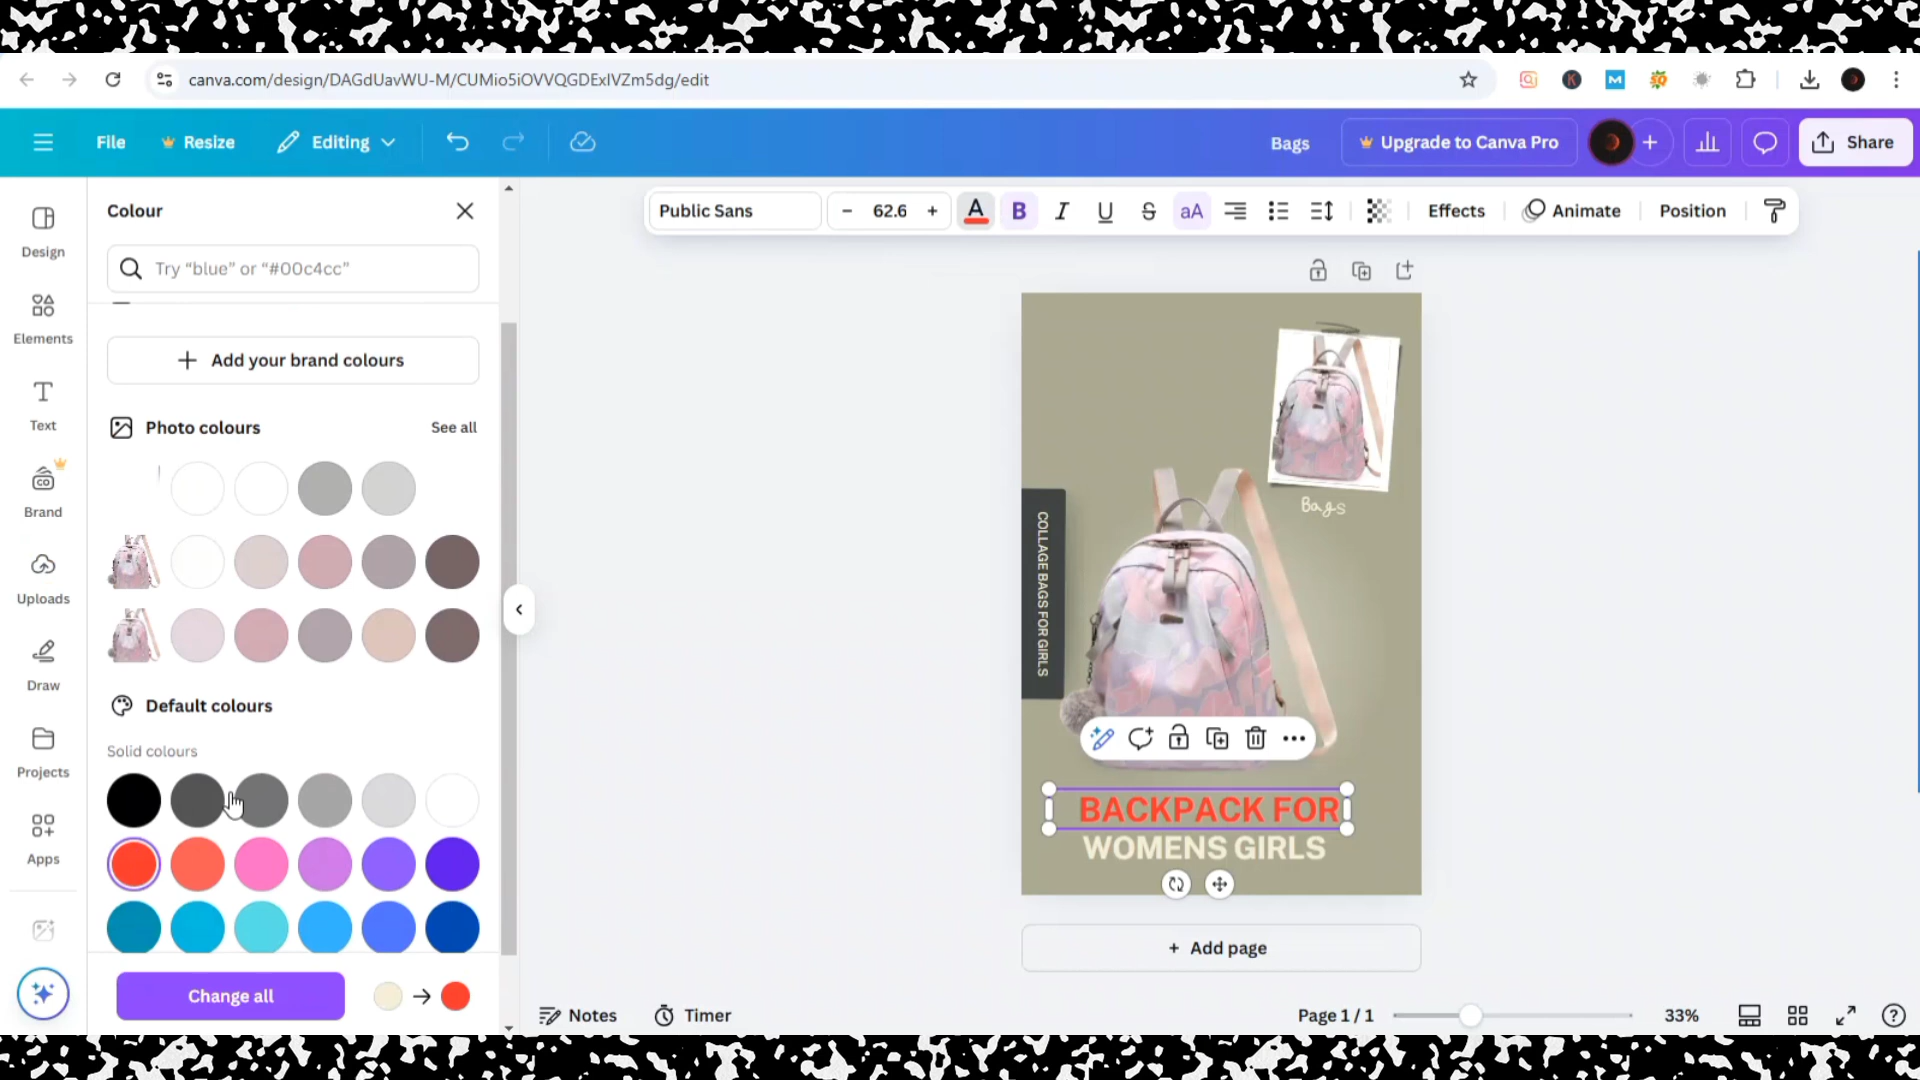 canva.com/design/DAGdUavWU-M/CUMio5iOVVQGDExIVZm5dg/edit
File
Resize
Editing
Bags
Upgrade to Canva Pro
Share
Design
Elements
Text
Brand
Uploads
Draw
Projects
Apps
Colour
Try “blue” or “#00c4cc”
Add your brand colours
Photo colours
See all
Default colours
Solid colours
Change all
Public Sans
62.6
A
B
I
U
S
aA
Effects
Animate
Position
Bags
COLLAGE BAGS FOR GIRLS
BACKPACK FOR
WOMENS GIRLS
+ Add page
Notes
Timer
Page 1 / 1
33%